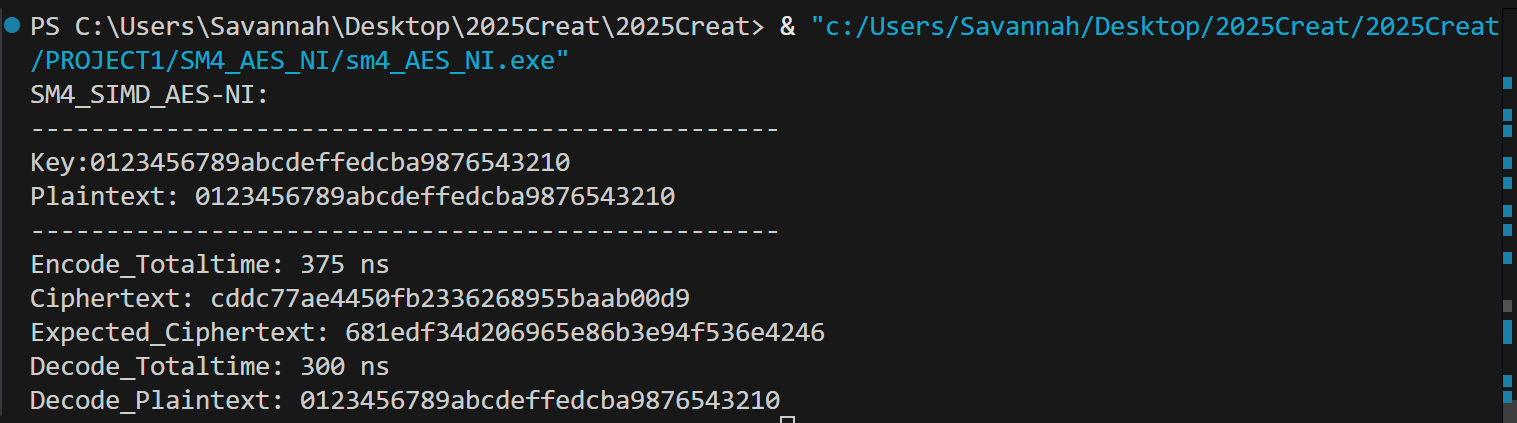 PS C:\Users\Savannah\Desktop\2025Creat\2025Creat> & "c:/Users/Savannah/Desktop/2025Creat/2025Creat
/PROJECT1/SM4_AES_NI/sm4_AES_NI.exe"
SM4_SIMD_AES-NI:
--------------------------------------------------
Key:0123456789abcdeffedcba9876543210
Plaintext: 0123456789abcdeffedcba9876543210
--------------------------------------------------
Encode_Totaltime: 375 ns
Ciphertext: cddc77ae4450fb2336268955baab00d9
Expected_Ciphertext: 681edf34d206965e86b3e94f536e4246
Decode_Totaltime: 300 ns
Decode_Plaintext: 0123456789abcdeffedcba9876543210